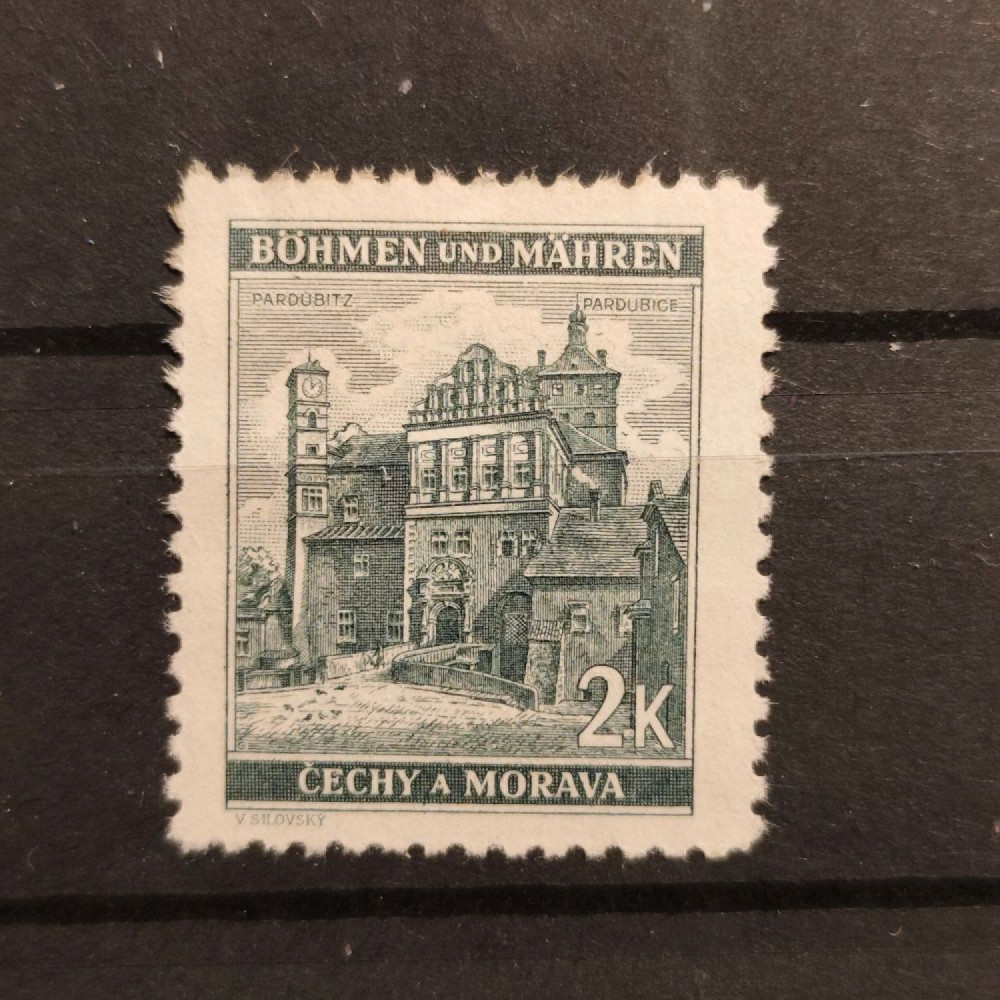 BÖHMEN UND MÄHREN
PARDUBITZ
PARDUBICE
2K
ČECHY A MORAVA
V SILOVSKÝ